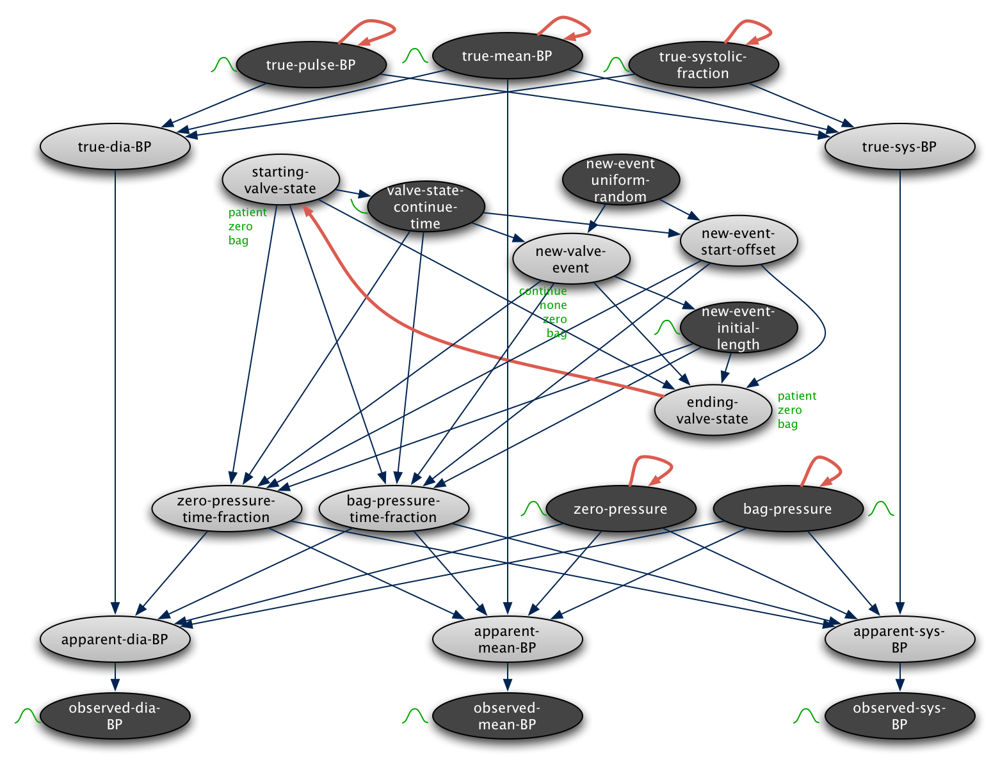 true-pulse-BP
true-mean-BP
true-systolic-
fraction
true-dia-BP
true-sys-BP
starting-
valve-state
patient
zero
bag
valve-state-
continue-
time
new-event
uniform-
random
new-event-
start-offset
new-valve-
event
continue
none
zero
bag
new-event-
initial-
length
ending-
valve-state
patient
zero
bag
zero-pressure-
time-fraction
bag-pressure-
time-fraction
zero-pressure
bag-pressure
apparent-dia-BP
apparent-
mean-BP
apparent-sys-
BP
observed-dia-
BP
observed-
mean-BP
observed-sys-
BP